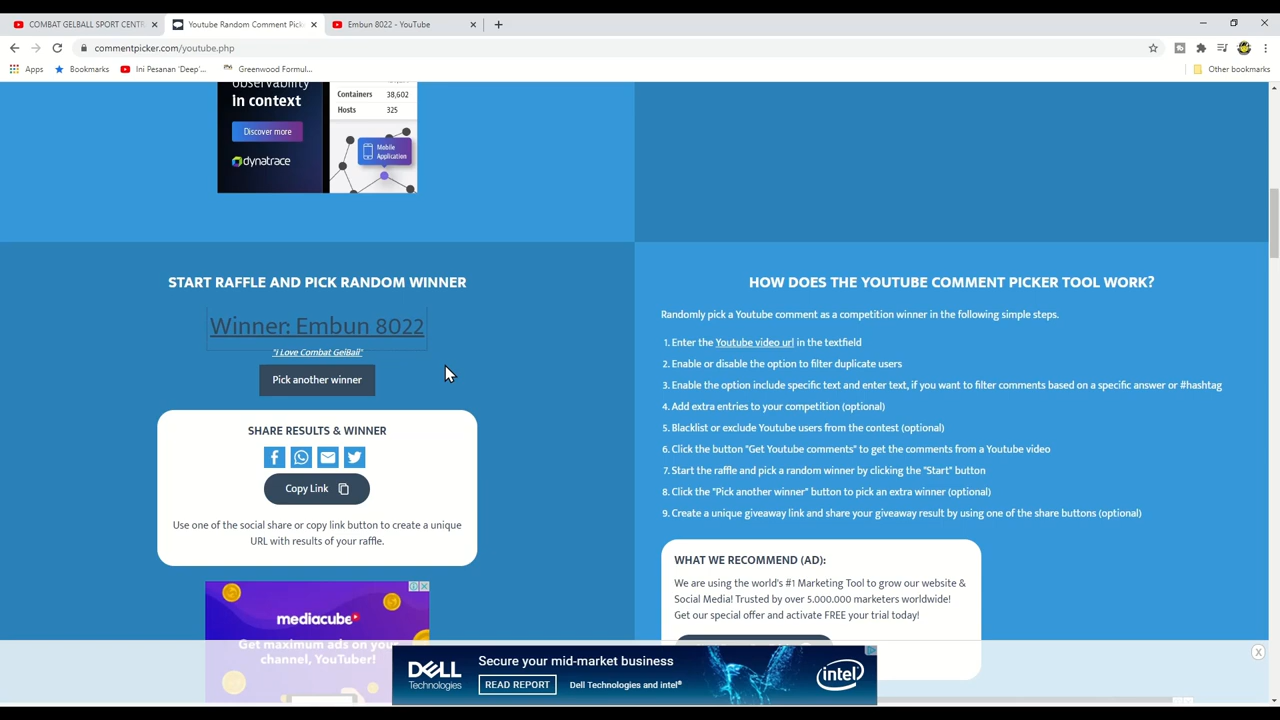 COMBAT GELBALL SPORT CENTR
Youtube Random Comment Pick
Embun 8022 - YouTube
commentpicker.com/youtube.php
Apps
Bookmarks
Ini Pesanan 'Deep'...
Greenwood Formul...
Other bookmarks
observability
in context
Discover more
dynatrace
Containers 38,602
Hosts 325
Mobile
Application
START RAFFLE AND PICK RANDOM WINNER
Winner: Embun 8022
"I Love Combat GelBall"
Pick another winner
SHARE RESULTS & WINNER
Copy Link
Use one of the social share or copy link button to create a unique
URL with results of your raffle.
mediacube
Get maximum ads on your
channel, YouTuber!
HOW DOES THE YOUTUBE COMMENT PICKER TOOL WORK?
Randomly pick a Youtube comment as a competition winner in the following simple steps.
1. Enter the Youtube video url in the textfield
2. Enable or disable the option to filter duplicate users
3. Enable the option include specific text and enter text, if you want to filter comments based on a specific answer or #hashtag
4. Add extra entries to your competition (optional)
5. Blacklist or exclude Youtube users from the contest (optional)
6. Click the button "Get Youtube comments" to get the comments from a Youtube video
7. Start the raffle and pick a random winner by clicking the "Start" button
8. Click the "Pick another winner" button to pick an extra winner (optional)
9. Create a unique giveaway link and share your giveaway result by using one of the share buttons (optional)
WHAT WE RECOMMEND (AD):
We are using the world's #1 Marketing Tool to grow our website &
Social Media! Trusted by over 5.000.000 marketers worldwide!
Get our special offer and activate FREE your trial today!
DELL
Technologies
Secure your mid-market business
READ REPORT
Dell Technologies and intel®
intel